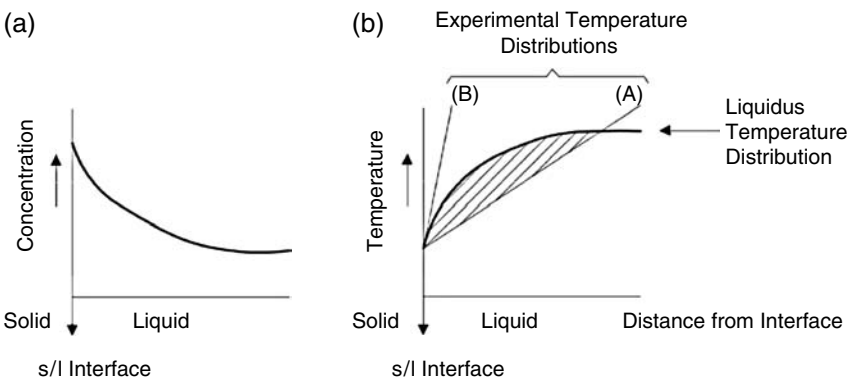 (a)
Concentration
Solid
Liquid
s/l Interface
(b)
Experimental Temperature
Distributions
(B)
(A)
Liquidus
Temperature
Distribution
Temperature
Solid
Liquid
Distance from Interface
s/l Interface